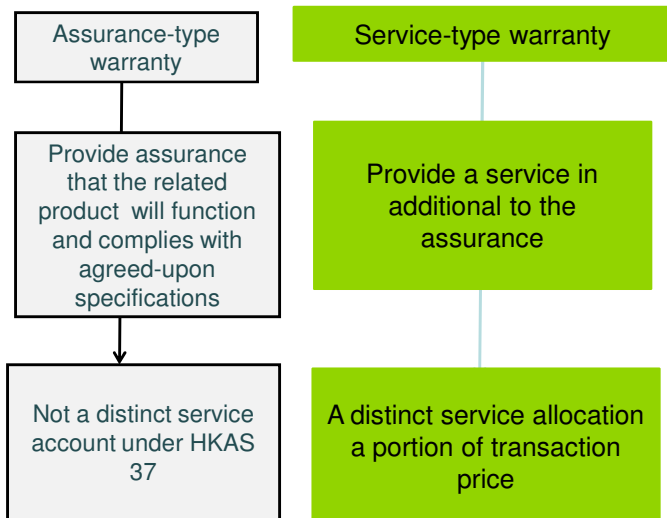 Assurance-type
warranty
Service-type warranty
Provide assurance
that the related
product will function
and complies with
agreed-upon
specifications
Provide a service in
additional to the
assurance
Not a distinct service
account under HKAS
37
A distinct service allocation
a portion of transaction
price